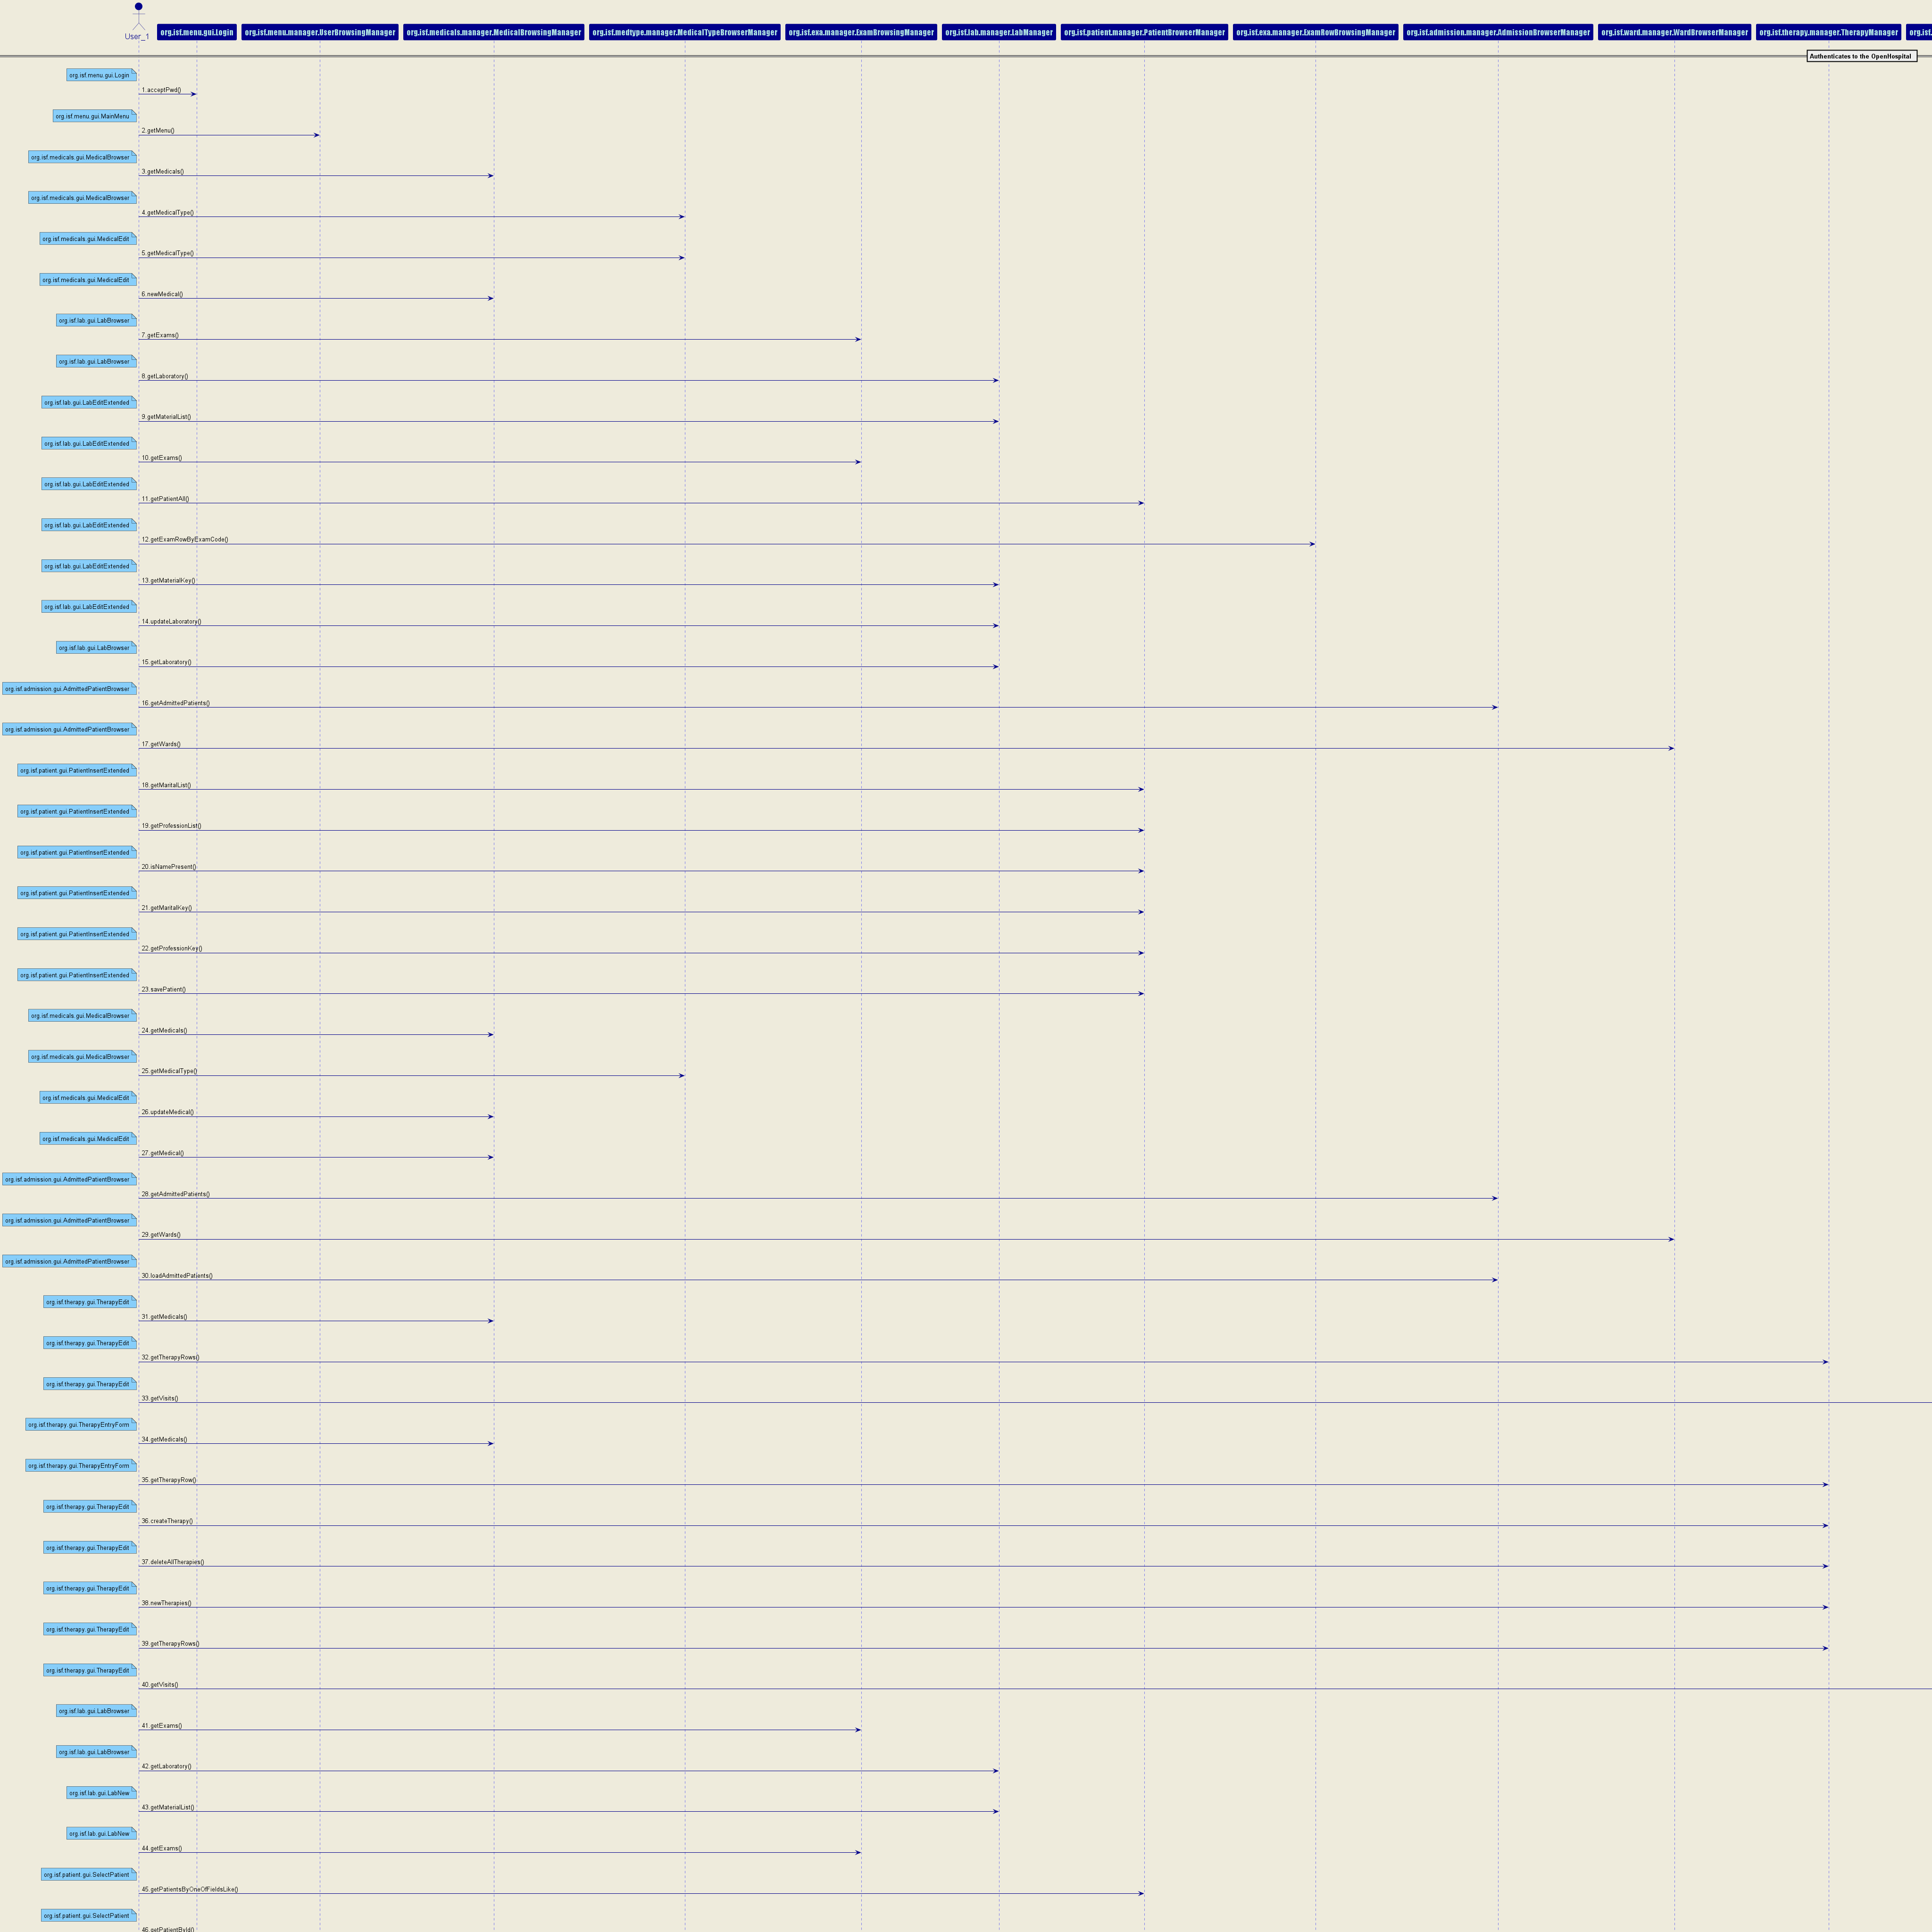 User_1
org.isf.menu.gui.Login
org.isf.menu.manager.UserBrowsingManager
org.isf.medicals.manager.MedicalBrowsingManager
org.isf.medtype.manager.MedicalTypeBrowserManager
org.isf.exa.manager.ExamBrowsingManager
org.isf.lab.manager.LabManager
org.isf.patient.manager.PatientBrowserManager
org.isf.exa.manager.ExamRowBrowsingManager
org.isf.admission.manager.AdmissionBrowserManager
org.isf.ward.manager.WardBrowserManager
org.isf.therapy.manager.TherapyManager
org.isf.
Authenticates to the OpenHospital
org.isf.menu.gui.Login
1.acceptPwd()
org.isf.menu.gui.MainMenu
2.getMenu()
org.isf.medicals.gui.MedicalBrowser
3.getMedicals()
org.isf.medicals.gui.MedicalBrowser
4.getMedicalType()
org.isf.medicals.gui.MedicalEdit
5.getMedicalType()
org.isf.medicals.gui.MedicalEdit
6.newMedical()
org.isf.lab.gui.LabBrowser
7.getExams()
org.isf.lab.gui.LabBrowser
8.getLaboratory()
org.isf.lab.gui.LabEditExtended
9.getMaterialList()
org.isf.lab.gui.LabEditExtended
10.getExams()
org.isf.lab.gui.LabEditExtended
11.getPatientAll()
org.isf.lab.gui.LabEditExtended
12.getExamRowByExamCode()
org.isf.lab.gui.LabEditExtended
13.getMaterialKey()
org.isf.lab.gui.LabEditExtended
14.updateLaboratory()
org.isf.lab.gui.LabBrowser
15.getLaboratory()
org.isf.admission.gui.AdmittedPatientBrowser
16.getAdmittedPatients()
org.isf.admission.gui.AdmittedPatientBrowser
17.getWards()
org.isf.patient.gui.PatientInsertExtended
18.getMaritalList()
org.isf.patient.gui.PatientInsertExtended
19.getProfessionList()
org.isf.patient.gui.PatientInsertExtended
20.isNamePresent()
org.isf.patient.gui.PatientInsertExtended
21.getMaritalKey()
org.isf.patient.gui.PatientInsertExtended
22.getProfessionKey()
org.isf.patient.gui.PatientInsertExtended
23.savePatient()
org.isf.medicals.gui.MedicalBrowser
24.getMedicals()
org.isf.medicals.gui.MedicalBrowser
25.getMedicalType()
org.isf.medicals.gui.MedicalEdit
26.updateMedical()
org.isf.medicals.gui.MedicalEdit
27.getMedical()
org.isf.admission.gui.AdmittedPatientBrowser
28.getAdmittedPatients()
org.isf.admission.gui.AdmittedPatientBrowser
29.getWards()
org.isf.admission.gui.AdmittedPatientBrowser
30.loadAdmittedPatients()
org.isf.therapy.gui.TherapyEdit
31.getMedicals()
org.isf.therapy.gui.TherapyEdit
32.getTherapyRows()
org.isf.therapy.gui.TherapyEdit
33.getVisits()
org.isf.therapy.gui.TherapyEntryForm
34.getMedicals()
org.isf.therapy.gui.TherapyEntryForm
35.getTherapyRow()
org.isf.therapy.gui.TherapyEdit
36.createTherapy()
org.isf.therapy.gui.TherapyEdit
37.deleteAllTherapies()
org.isf.therapy.gui.TherapyEdit
38.newTherapies()
org.isf.therapy.gui.TherapyEdit
39.getTherapyRows()
org.isf.therapy.gui.TherapyEdit
40.getVisits()
org.isf.lab.gui.LabBrowser
41.getExams()
org.isf.lab.gui.LabBrowser
42.getLaboratory()
org.isf.lab.gui.LabNew
43.getMaterialList()
org.isf.lab.gui.LabNew
44.getExams()
org.isf.patient.gui.SelectPatient
45.getPatientsByOneOfFieldsLike()
org.isf.patient.gui.SelectPatient
46.getPatientById()